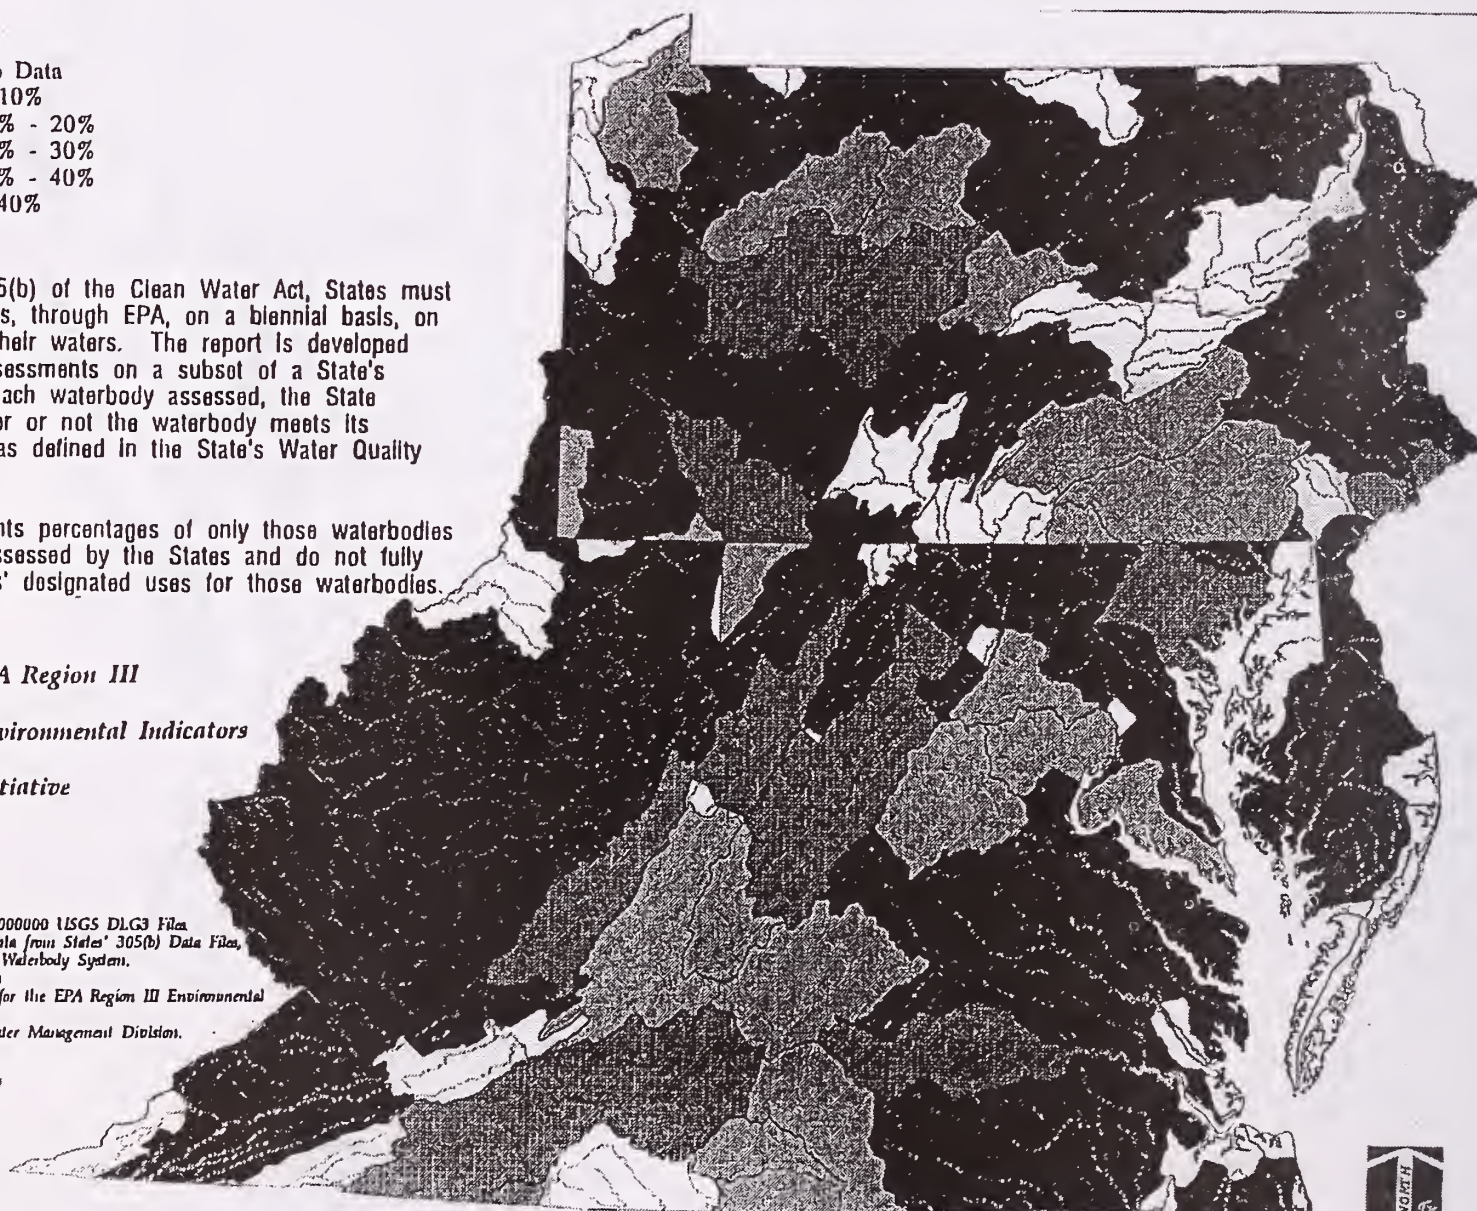 Data
10%
% - 20%
% - 30%
% - 40%
40%
5(b) of the Clean Water Act, States must
s, through EPA, on a biennial basis, on
heir waters. The report is developed
sessments on a subset of a State's
ach waterbody assessed, the State
er or not the waterbody meets its
as defined in the State's Water Quality
nts percentages of only those waterbodies
ssessed by the States and do not fully
s' designated uses for those waterbodies.
A Region III
vironmental Indicators
tiative
000000 USGS DLG3 Files
ata from States' 305(b) Data Files,
Waterbody System.
for the EPA Region III Environmental
ter Management Division.
NORTH